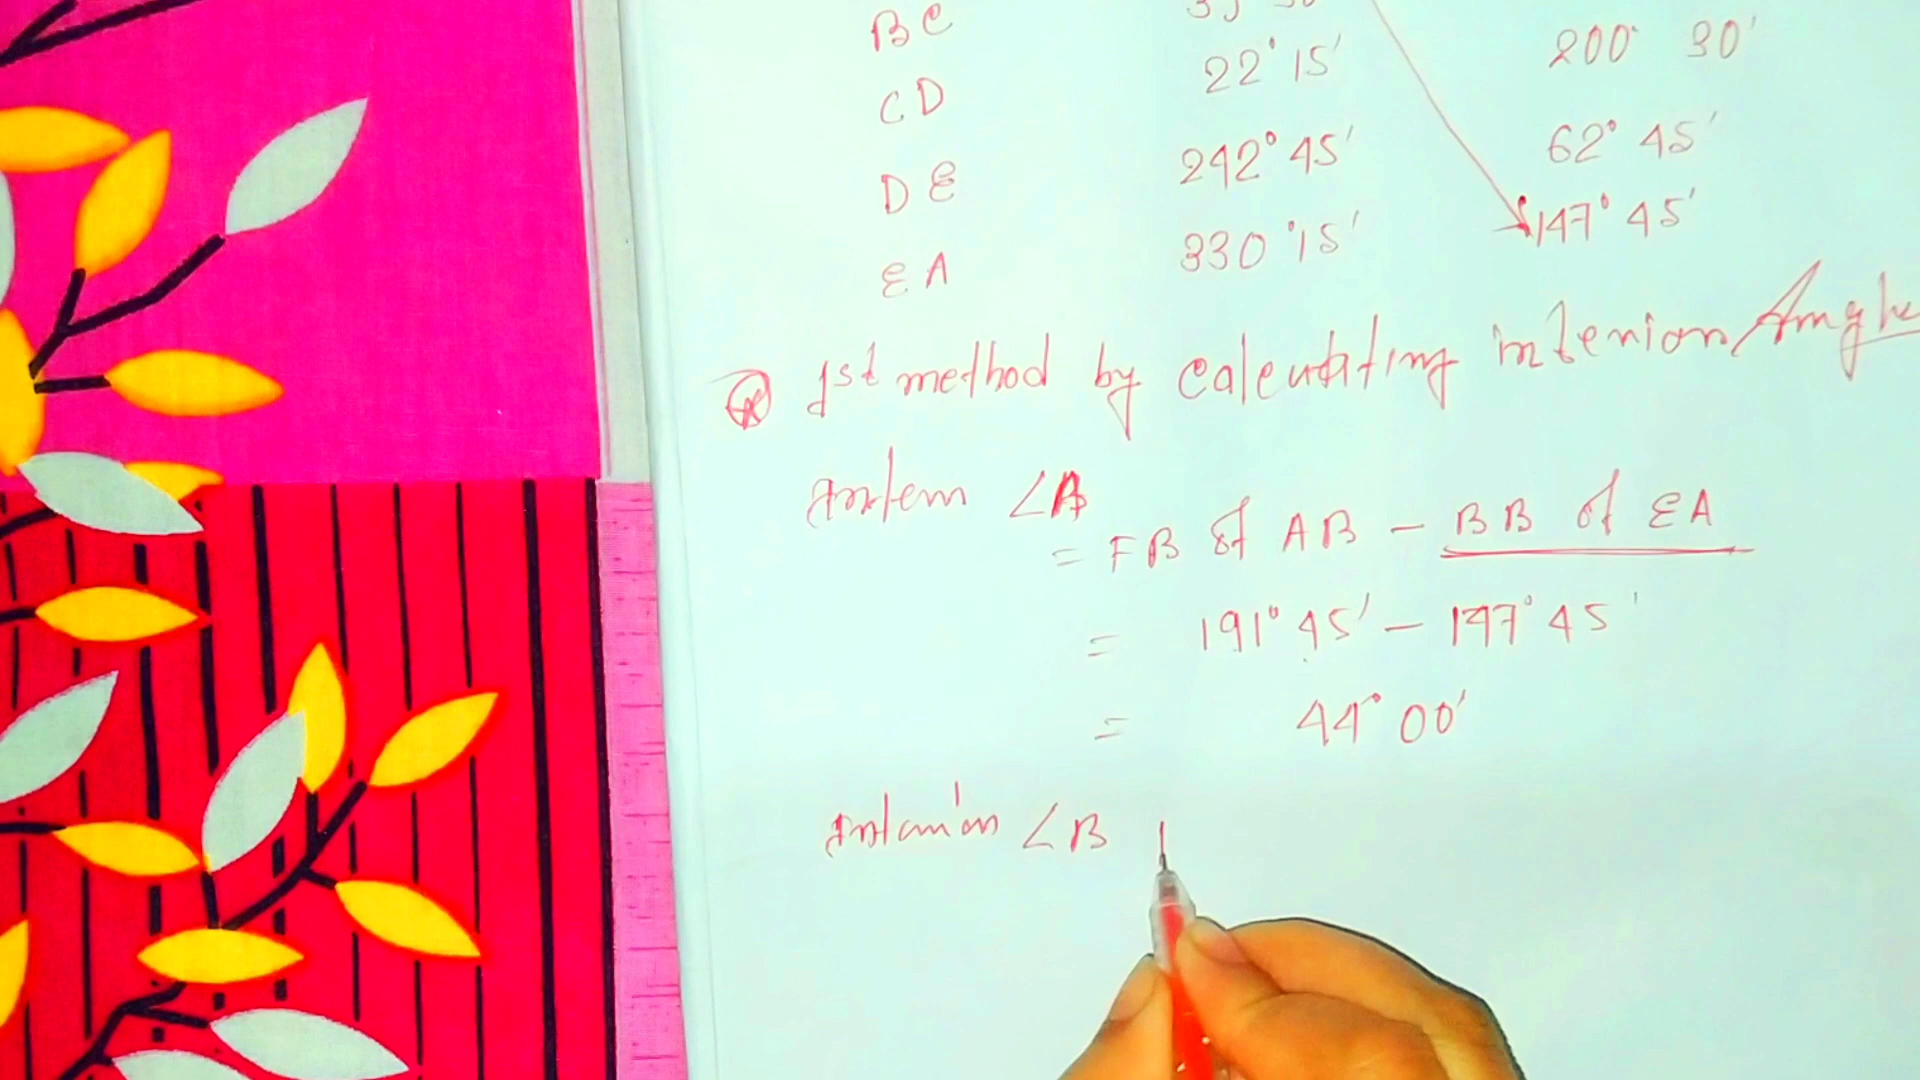 BC
CD 22° 15' 200° 30'
DE 242° 45' 62° 45'
EA 330° 15' 147° 45'
1st method by calculating interior Angle
∠A
= FB of AB - BB of EA
= 191° 45' - 147° 45'
= 44° 00'
Interior ∠B